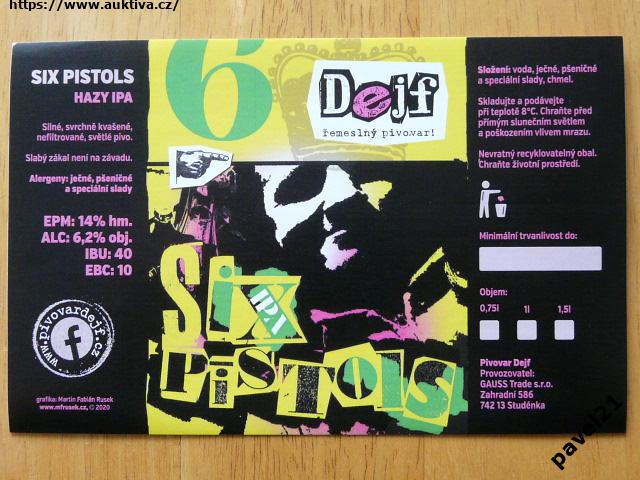 https://www.auktiva.cz/
SIX PISTOLS
HAZY IPA
Silné, svrchně kvašené,
nefiltrované, světlé pivo.
Slabý zákal není na závadu.
Alergeny: ječné, pšeničné
a speciální slady
EPM: 14% hm.
ALC: 6,2% obj.
IBU: 40
EBC: 10
www.pivovardejf.cz
f
grafika: Martin Fabián Rusek
www.mfrusek.cz, © 2020
6
Dejf
řemeslný pivovar!
Six
IPA
PISTOlS
Složení: voda, ječné, pšeničné
a speciální slady, chmel.
Skladujte a podávejte
při teplotě 8°C. Chraňte před
přímým slunečním světlem
a poškozením vlivem mrazu.
Nevratný recyklovatelný obal.
Chraňte životní prostředí.
Minimální trvanlivost do:
Objem:
0,75l 1l 1,5l
Pivovar Dejf
Provozovatel:
GAUSS Trade s.r.o.
Zahradní 586
742 13 Studénka
pavel21